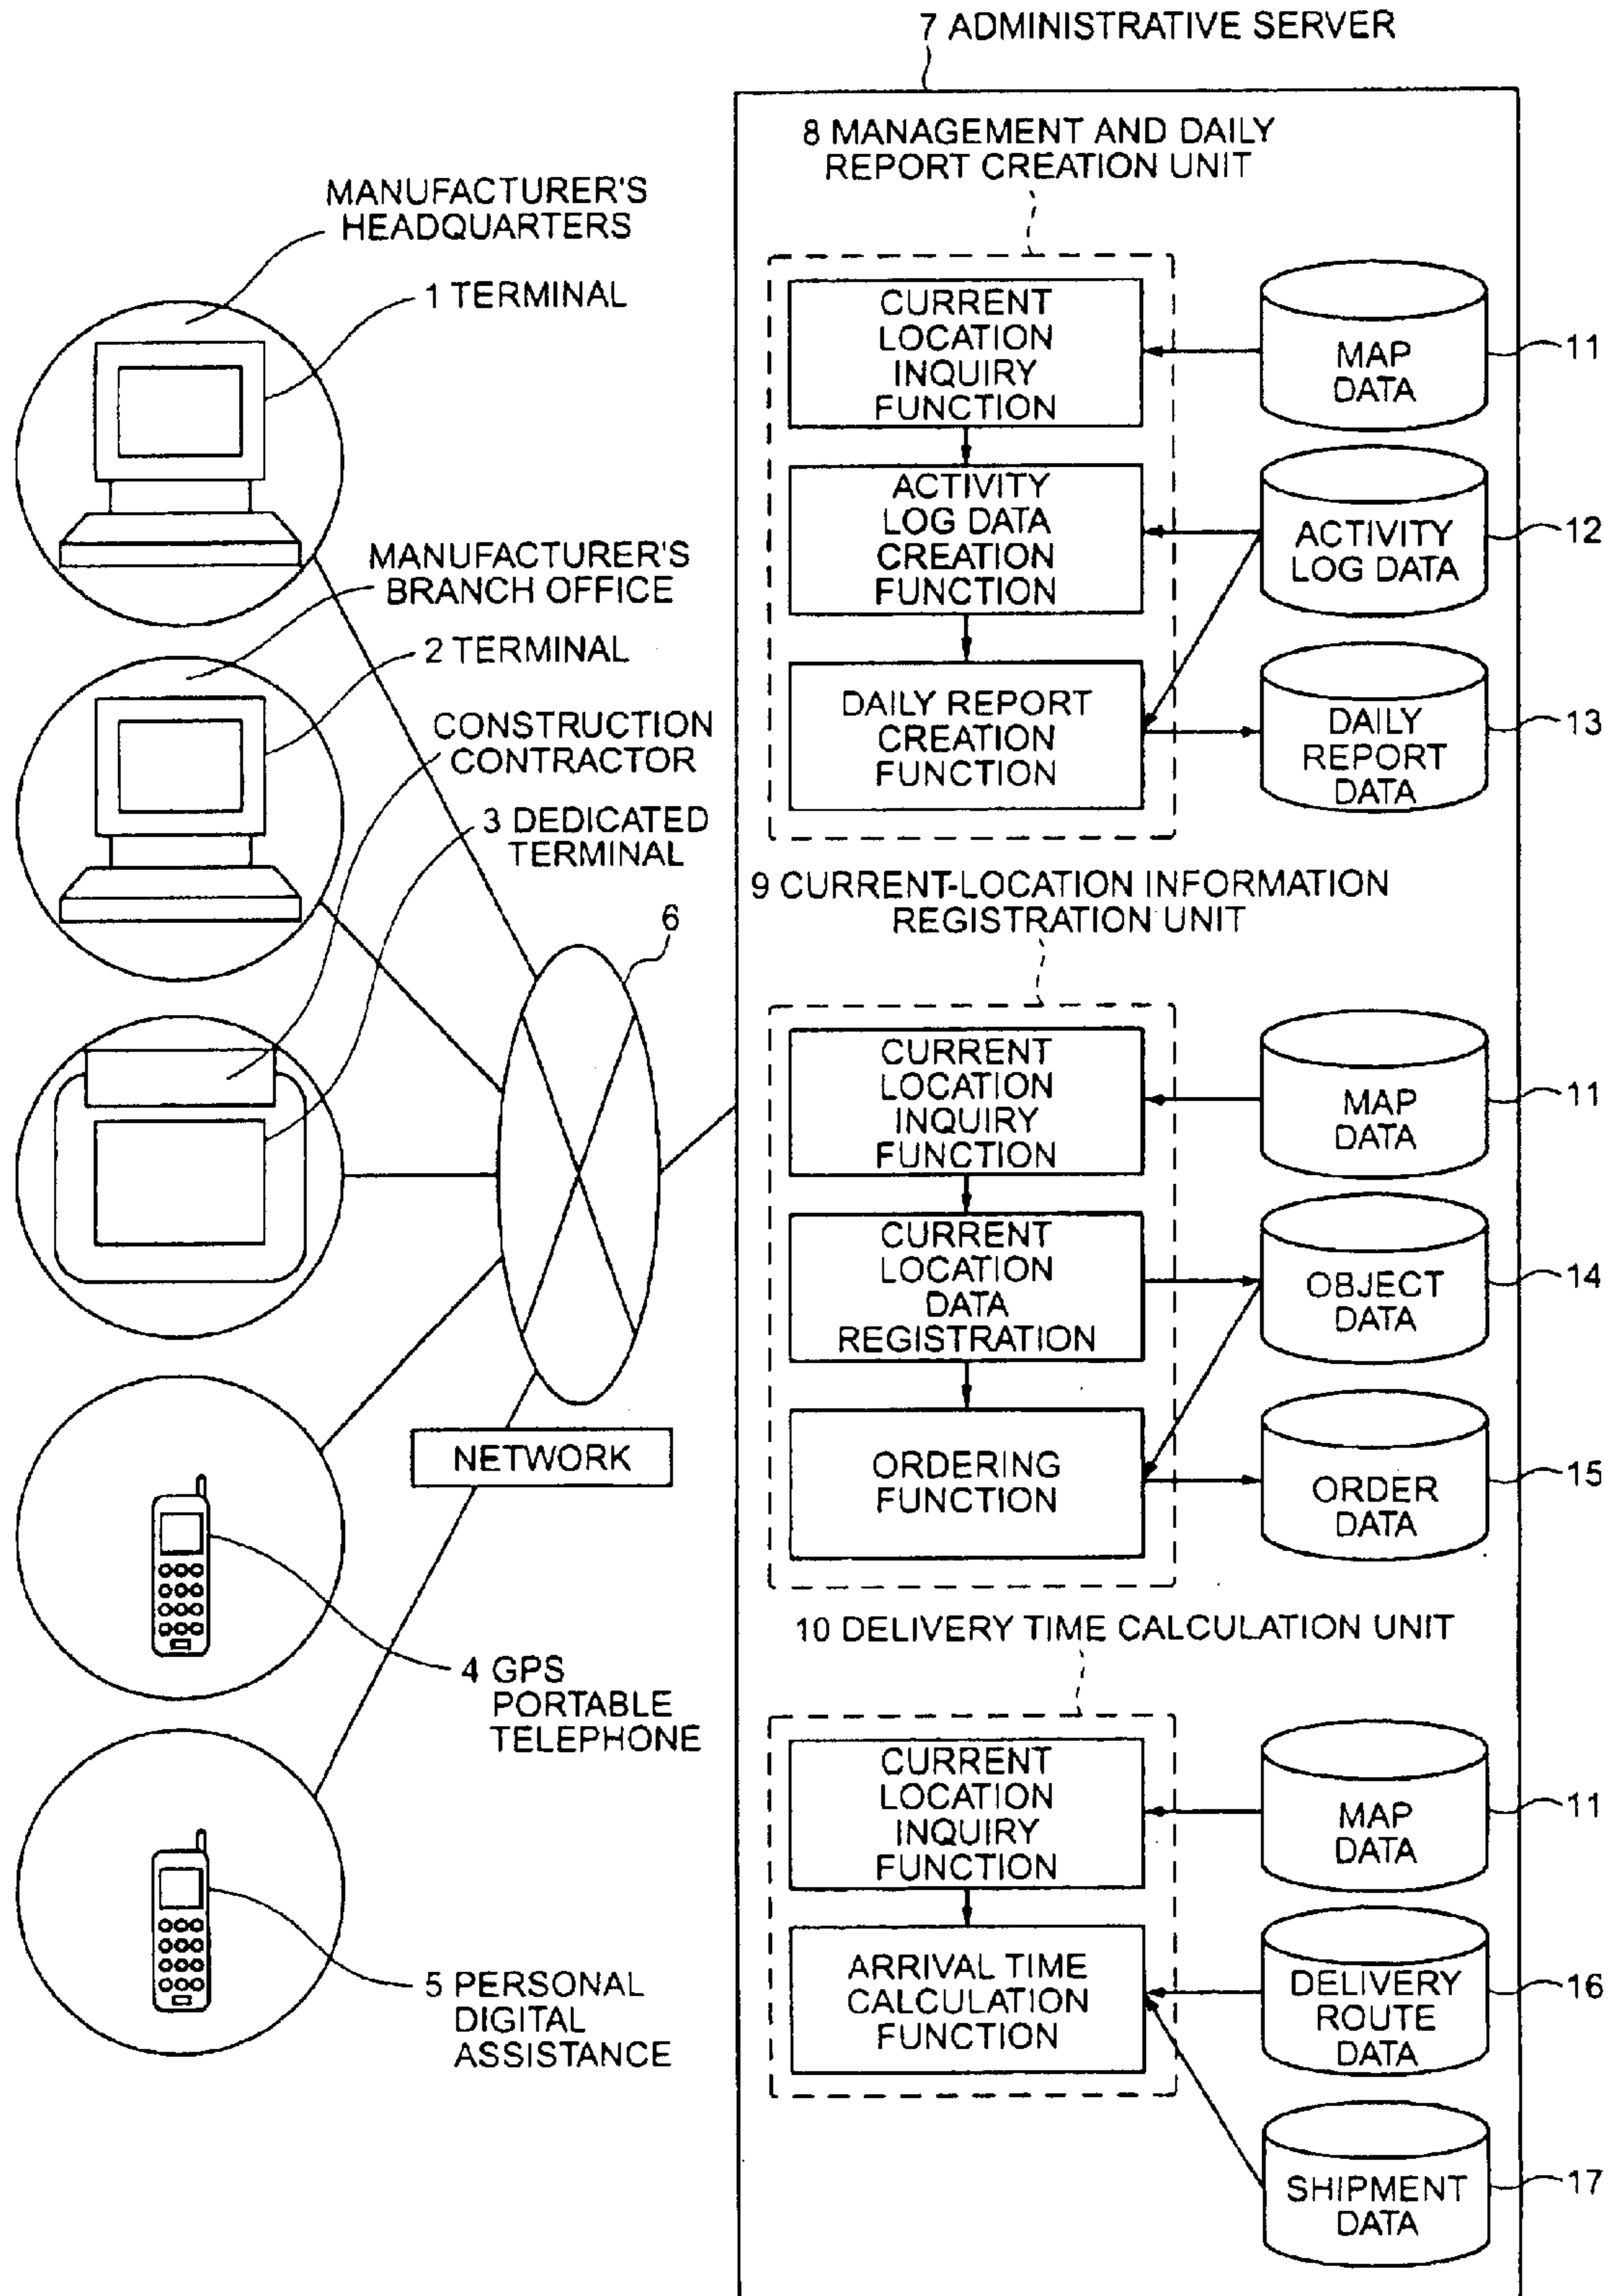 7 ADMINISTRATIVE SERVER
8 MANAGEMENT AND DAILY
REPORT CREATION UNIT
MANUFACTURER'S
HEADQUARTERS
1 TERMINAL
MANUFACTURER'S
BRANCH OFFICE
2 TERMINAL
CONSTRUCTION
CONTRACTOR
3 DEDICATED
TERMINAL
6
NETWORK
4 GPS
PORTABLE
TELEPHONE
5 PERSONAL
DIGITAL
ASSISTANCE
CURRENT
LOCATION
INQUIRY
FUNCTION
MAP
DATA
11
ACTIVITY
LOG DATA
CREATION
FUNCTION
ACTIVITY
LOG DATA
12
DAILY REPORT
CREATION
FUNCTION
DAILY
REPORT
DATA
13
9 CURRENT-LOCATION INFORMATION
REGISTRATION UNIT
CURRENT
LOCATION
INQUIRY
FUNCTION
MAP
DATA
11
CURRENT
LOCATION
DATA
REGISTRATION
OBJECT
DATA
14
ORDERING
FUNCTION
ORDER
DATA
15
10 DELIVERY TIME CALCULATION UNIT
CURRENT
LOCATION
INQUIRY
FUNCTION
MAP
DATA
11
ARRIVAL TIME
CALCULATION
FUNCTION
DELIVERY
ROUTE
DATA
16
SHIPMENT
DATA
17